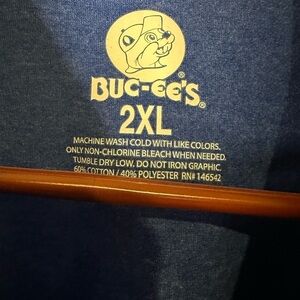 BUC-EE'S®
2XL
MACHINE WASH COLD WITH LIKE COLORS.
ONLY NON-CHLORINE BLEACH WHEN NEEDED.
TUMBLE DRY LOW. DO NOT IRON GRAPHIC.
60% COTTON / 40% POLYESTER RN# 146542